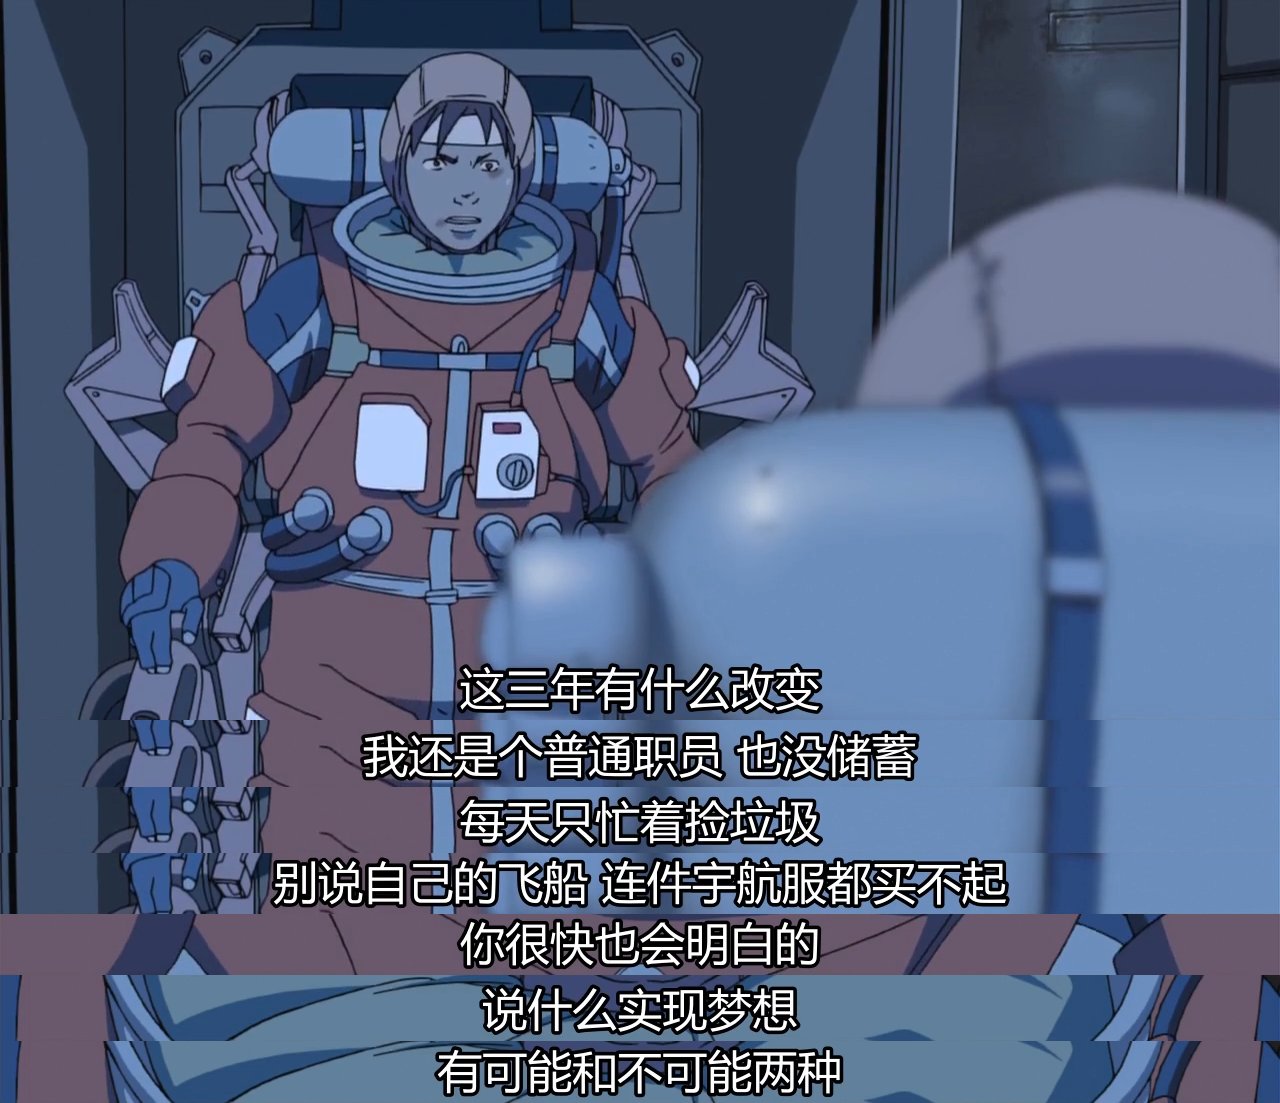 这三年有什么改变
我还是个普通职员 也没储蓄
每天只忙着捡垃圾
别说自己的飞船 连件宇航服都买不起
你很快也会明白的
说什么实现梦想
有可能和不可能两种